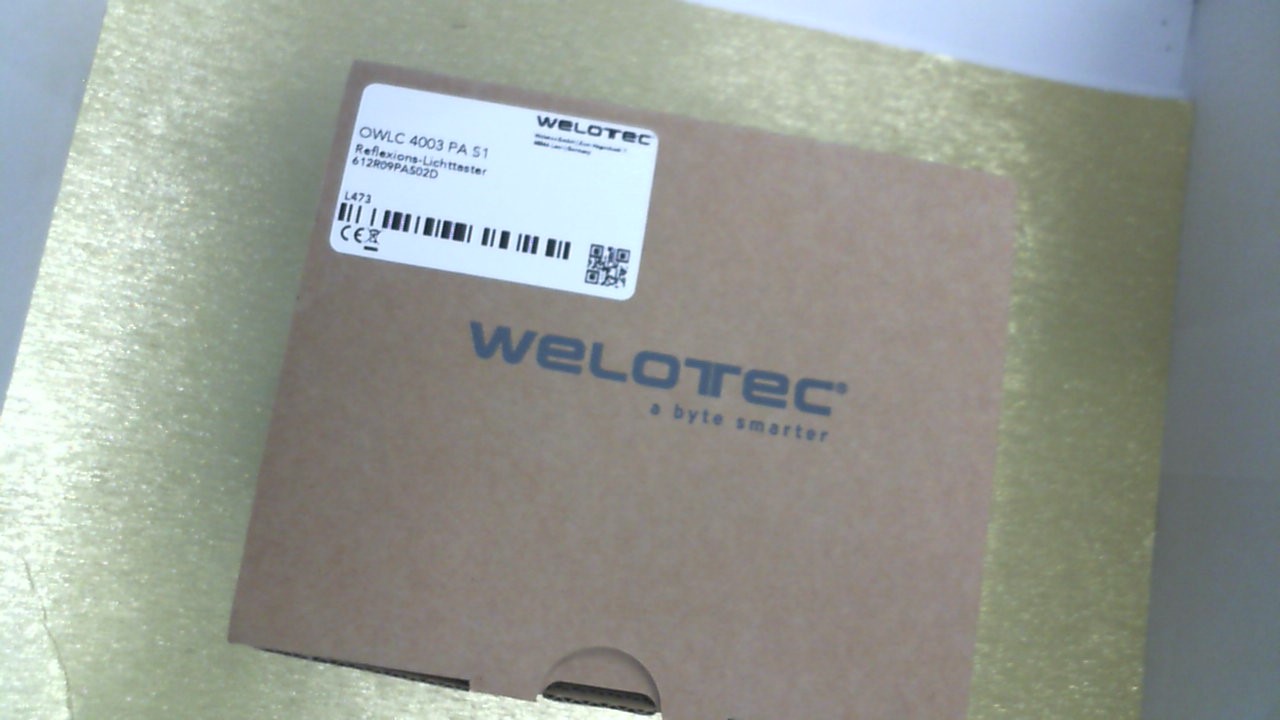 WELOTEC
OWLC 4003 PA S1
Reflexions-Lichttaster
612R09PAS02D
L473
CE
WELOTEC®
a byte smarter